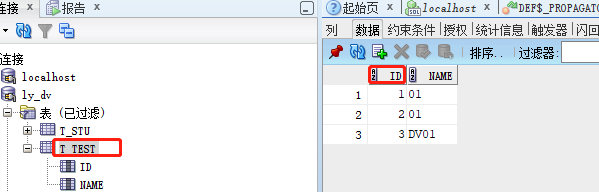 连接 报告
连接
localhost
ly_dv
表 (已过滤)
T_STU
T_TEST
ID
NAME
起始页 localhost DEF$_PROPAGATO
列 数据 约束条件 授权 统计信息 触发器 闪回
排序.. 过滤器:
ID NAME
1 1 01
2 2 01
3 3 DV01